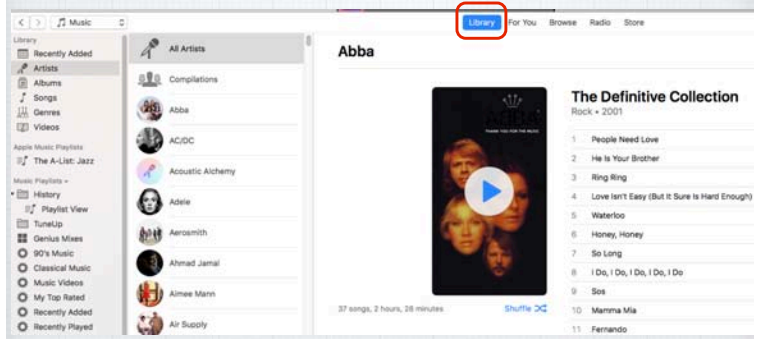 Music
Library For You Browse Radio Store
Library
Recently Added
Artists
Albums
Songs
Genres
Videos
Apple Music Playlists
The A-List: Jazz
Music Playlists
History
Playlist View
TuneUp
Genius Mixes
90's Music
Classical Music
Music Videos
My Top Rated
Recently Added
Recently Played
All Artists
Compilations
Abba
AC/DC
Acoustic Alchemy
Adele
Aerosmith
Ahmad Jamal
Aimee Mann
Air Supply
Abba
ABBA
THANK YOU FOR THE MUSIC
37 songs, 2 hours, 28 minutes
Shuffle
The Definitive Collection
Rock • 2001
1 People Need Love
2 He Is Your Brother
3 Ring Ring
4 Love Isn't Easy (But It Sure Is Hard Enough)
5 Waterloo
6 Honey, Honey
7 So Long
8 I Do, I Do, I Do, I Do, I Do
9 Sos
10 Mamma Mia
11 Fernando